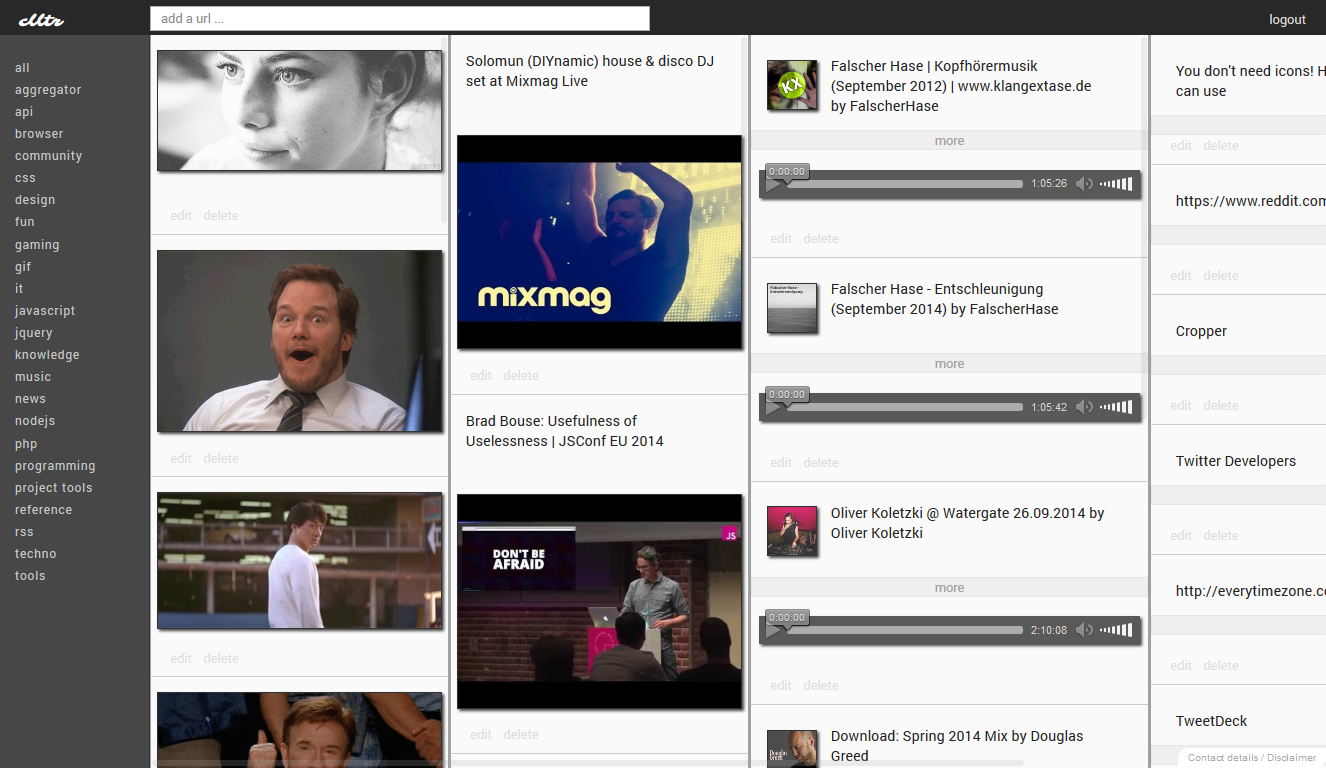 clltr
add a url ...
logout
all
aggregator
api
browser
community
css
design
fun
gaming
gif
it
javascript
jquery
knowledge
music
news
nodejs
php
programming
project tools
reference
rss
techno
tools
edit delete
edit delete
edit delete
Solomun (DIYnamic) house & disco DJ
set at Mixmag Live
mixmag
edit delete
Brad Bouse: Usefulness of
Uselessness | JSConf EU 2014
JS
DON'T BE
AFRAID
edit delete
KX
Falscher Hase | Kopfhörermusik
(September 2012) | www.klangextase.de
by FalscherHase
more
0:00:00
1:05:26
edit delete
Falscher Hase -
Entschleunigung
Falscher Hase - Entschleunigung
(September 2014) by FalscherHase
more
0:00:00
1:05:42
edit delete
Oliver Koletzki @ Watergate 26.09.2014 by
Oliver Koletzki
more
0:00:00
2:10:08
edit delete
Douglas
Greed
Download: Spring 2014 Mix by Douglas
Greed
You don't need icons! H
can use
edit delete
https://www.reddit.com
edit delete
Cropper
edit delete
Twitter Developers
edit delete
http://everytimezone.c
edit delete
TweetDeck
Contact details / Disclaimer